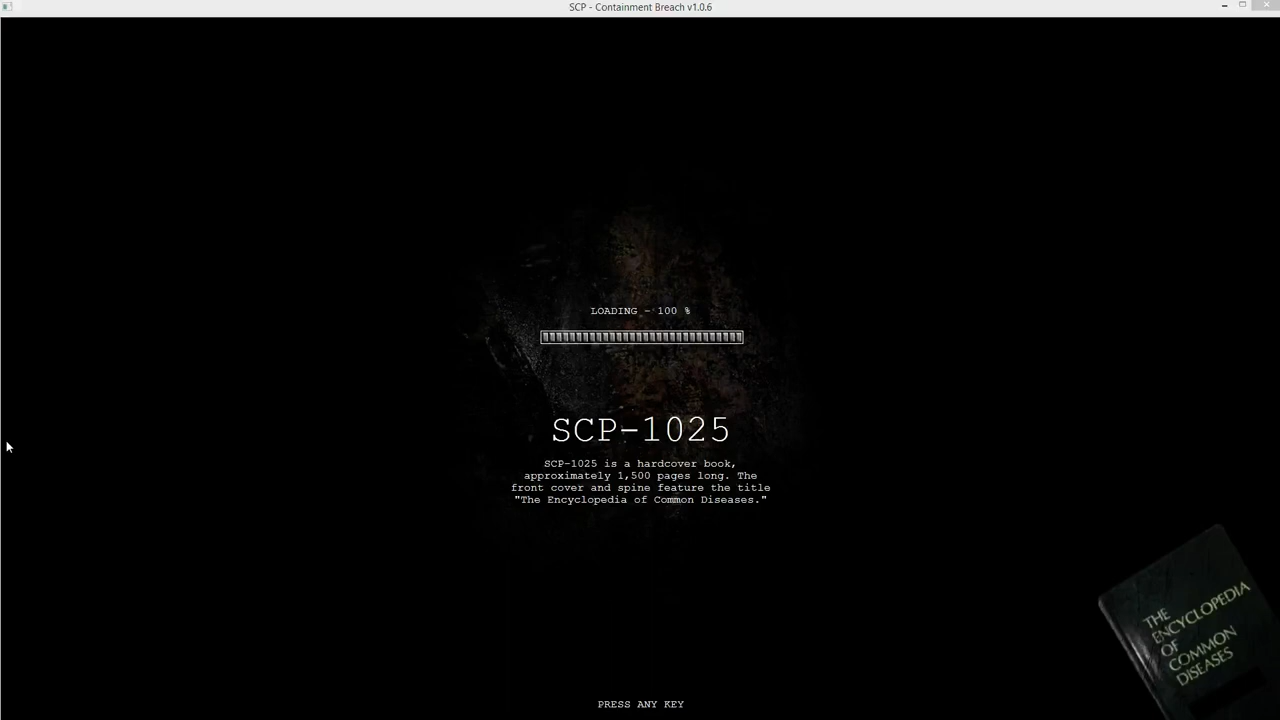 SCP - Containment Breach v1.0.6
LOADING - 100 %
SCP-1025
SCP-1025 is a hardcover book,
approximately 1,500 pages long. The
front cover and spine feature the title
"The Encyclopedia of Common Diseases."
THE
ENCYCLOPEDIA
OF
COMMON
DISEASES
PRESS ANY KEY